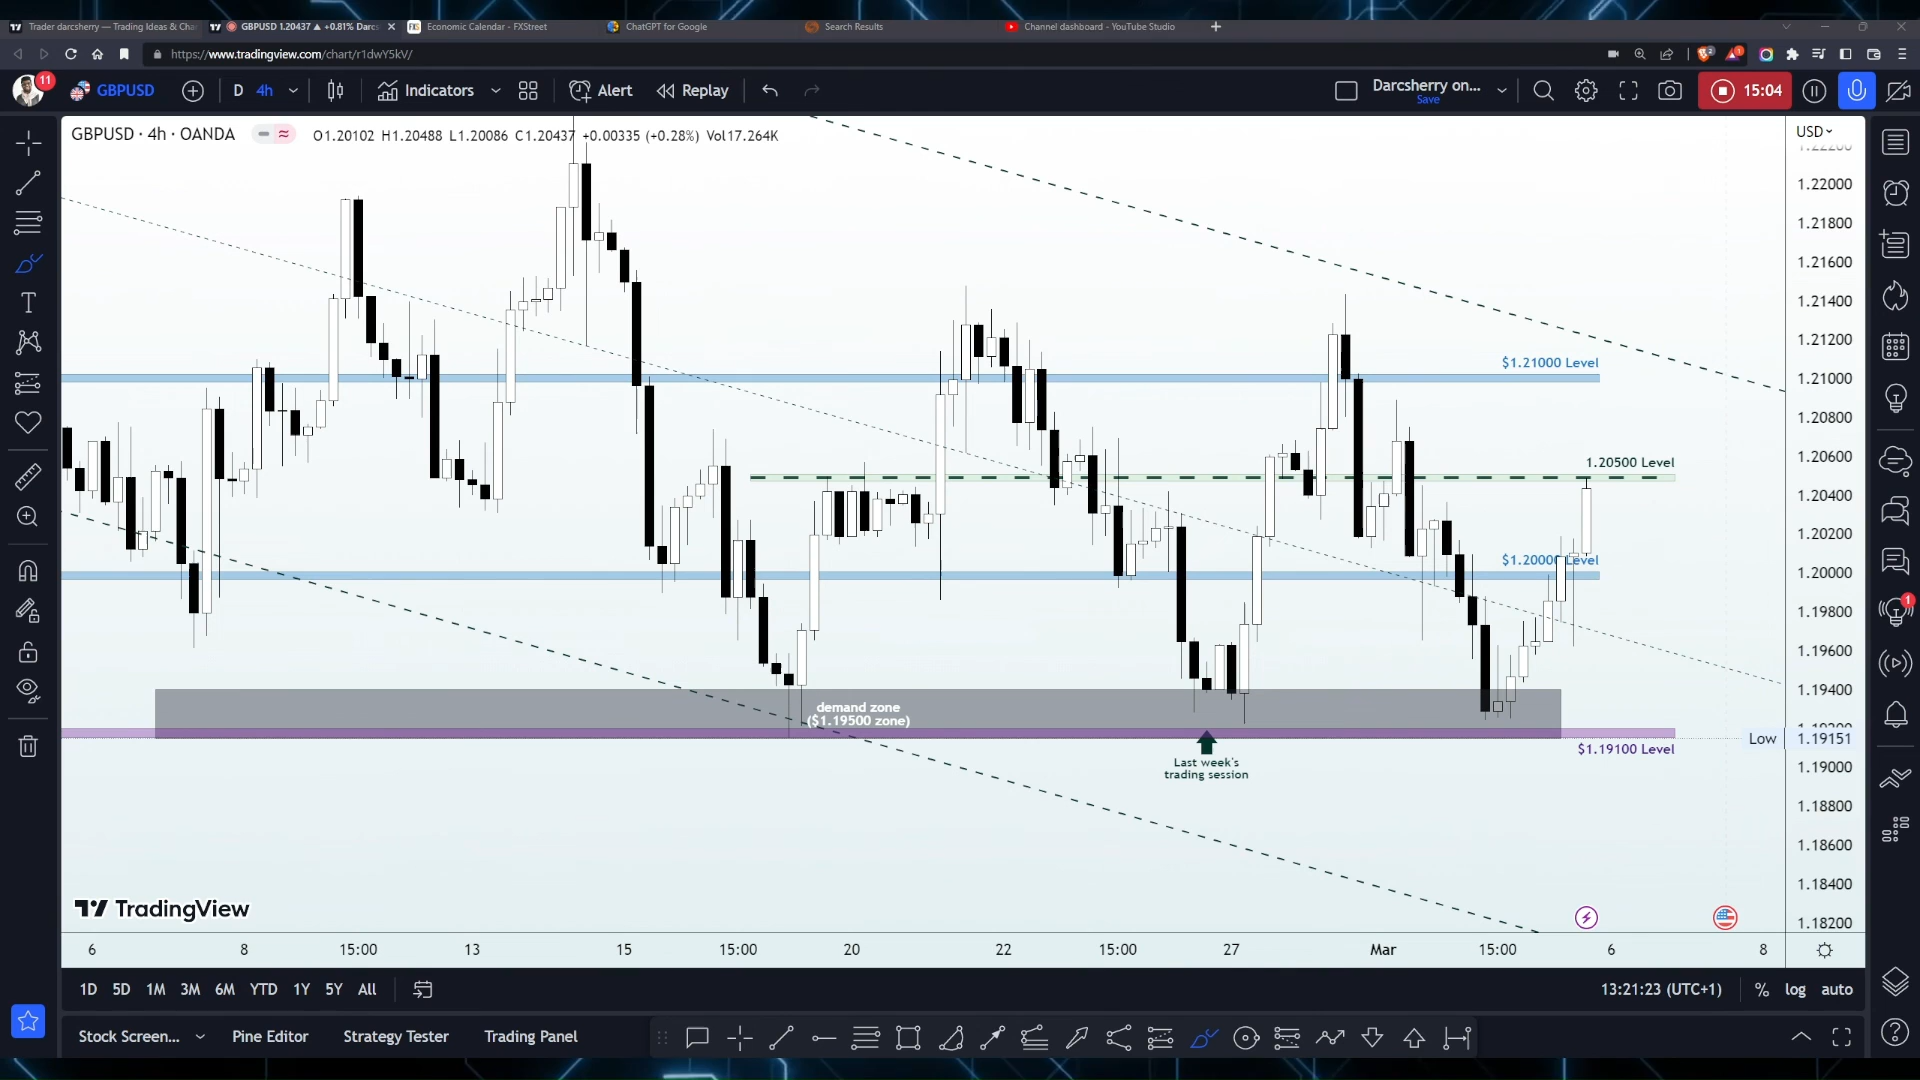 Trader darcsherry — Trading Ideas & Cha
GBPUSD 1.20437 ▲ +0.81% Darcs
Economic Calendar - FXStreet
ChatGPT for Google
Search Results
Channel dashboard - YouTube Studio
https://www.tradingview.com/chart/r1dwY5kV/
11
GBPUSD
D
4h
Indicators
Alert
Replay
Darcsherry on...
Save
15:04
GBPUSD · 4h · OANDA
O1.20102 H1.20488 L1.20086 C1.20437 +0.00335 (+0.28%) Vol17.264K
USD
1.22200
1.22000
1.21800
1.21600
1.21400
1.21200
$1.21000 Level
1.21000
1.20800
1.20500 Level
1.20600
1.20400
1.20200
$1.20000 Level
1.20000
1.19800
1.19600
1.19400
demand zone
($1.19500 zone)
1.19200
Low 1.19151
$1.19100 Level
Last week's
trading session
1.19000
1.18800
1.18600
1.18400
1.18200
TradingView
6 8 15:00 13 15 15:00 20 22 15:00 27 Mar 15:00 6 8
1D 5D 1M 3M 6M YTD 1Y 5Y All
13:21:23 (UTC+1) % log auto
Stock Screen...
Pine Editor
Strategy Tester
Trading Panel